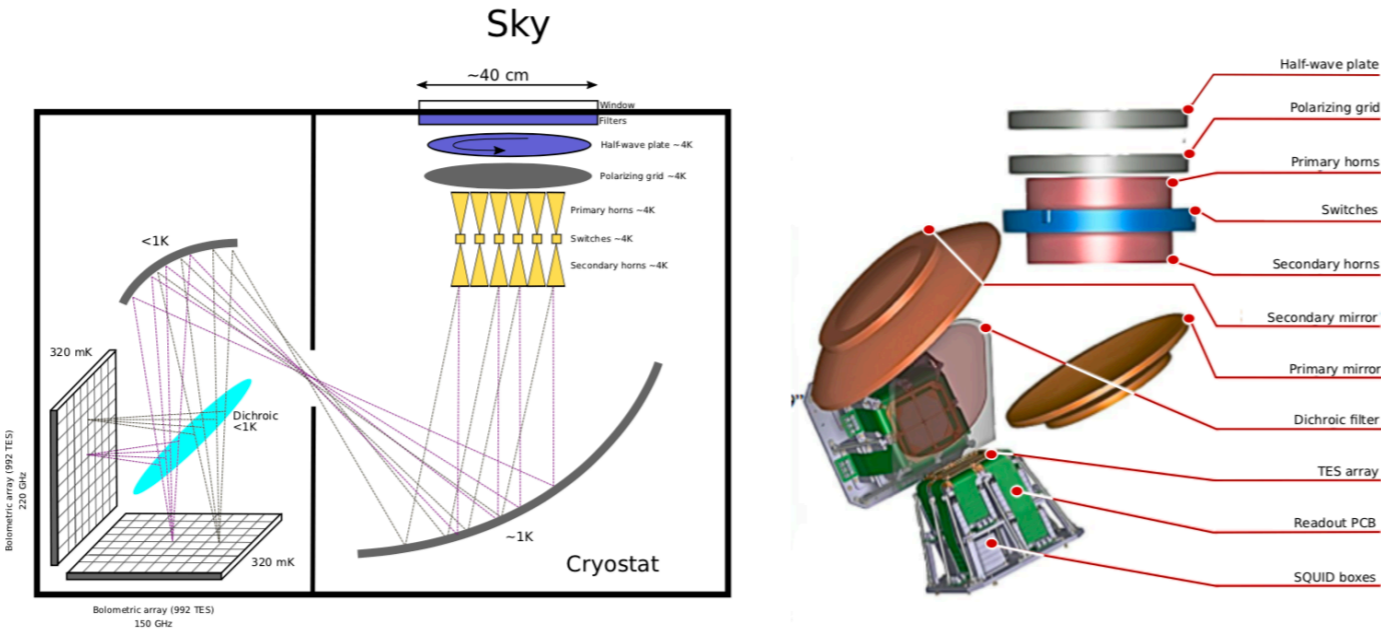 Sky
~40 cm
Window
Filters
Half-wave plate ~4K
Polarizing grid ~4K
Primary horns ~4K
Switches ~4K
Secondary horns ~4K
<1K
320 mK
Dichroic
<1K
Bolometric array (992 TES)
220 GHz
~1K
320 mK
Cryostat
Bolometric array (992 TES)
150 GHz
Half-wave plate
Polarizing grid
Primary horns
Switches
Secondary horns
Secondary mirror
Primary mirror
Dichroic filter
TES array
Readout PCB
SQUID boxes